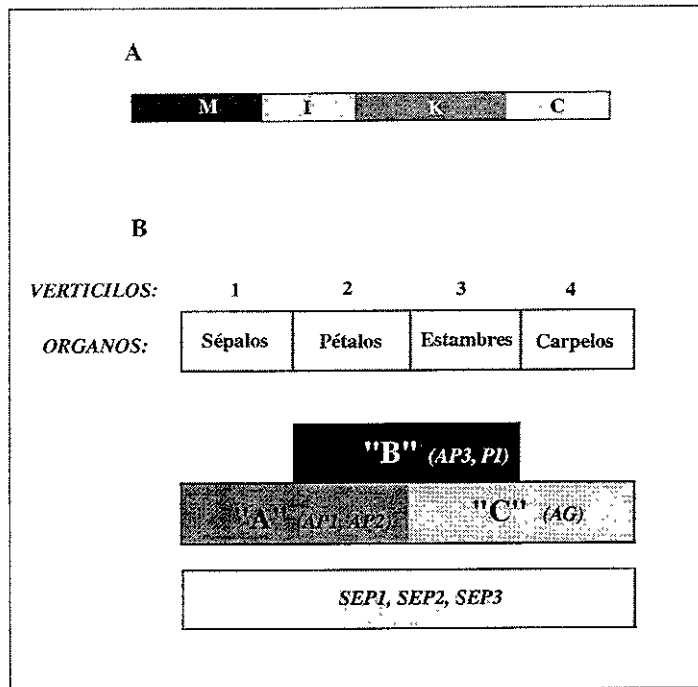 A
M I K C
B
VERTICILOS: 1 2 3 4
ORGANOS: Sépalos Pétalos Estambres Carpelos
"B" (AP3, PI)
"A" (AP1, AP2) "C" (AG)
SEP1, SEP2, SEP3